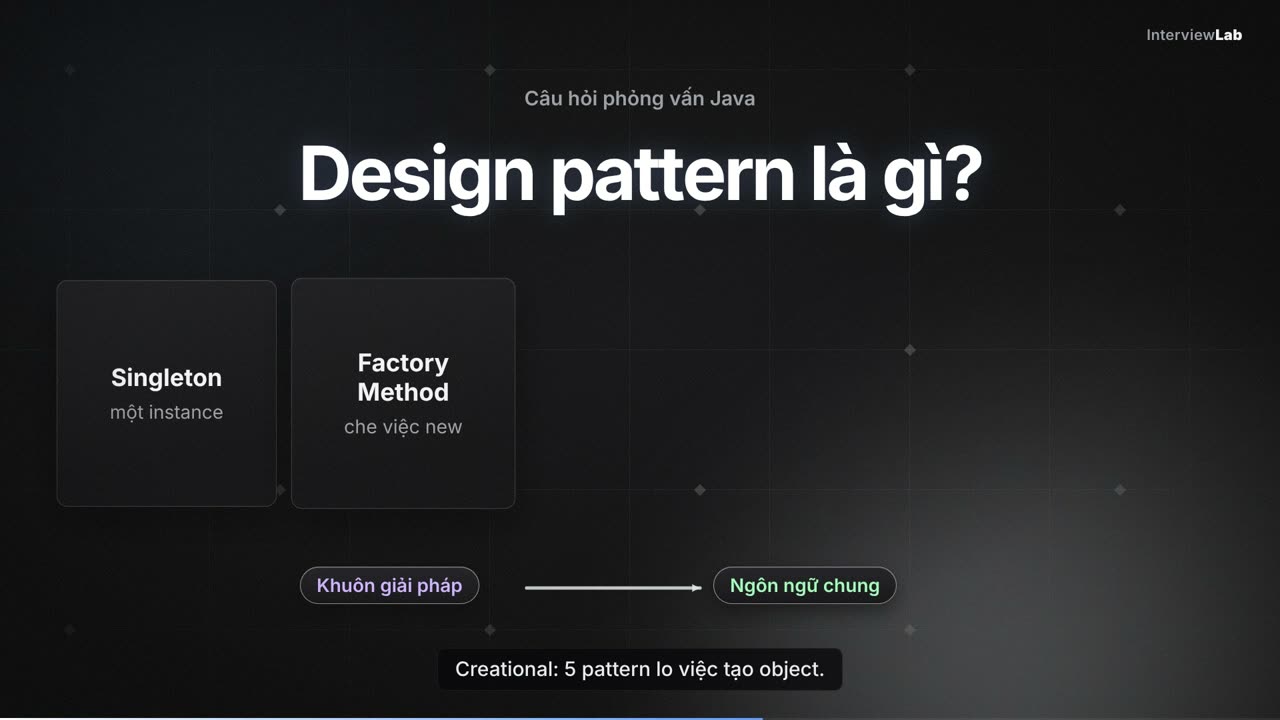 InterviewLab
Câu hỏi phỏng vấn Java
Design pattern là gì?
Singleton
một instance
Factory
Method
che việc new
Khuôn giải pháp
Ngôn ngữ chung
Creational: 5 pattern lo việc tạo object.